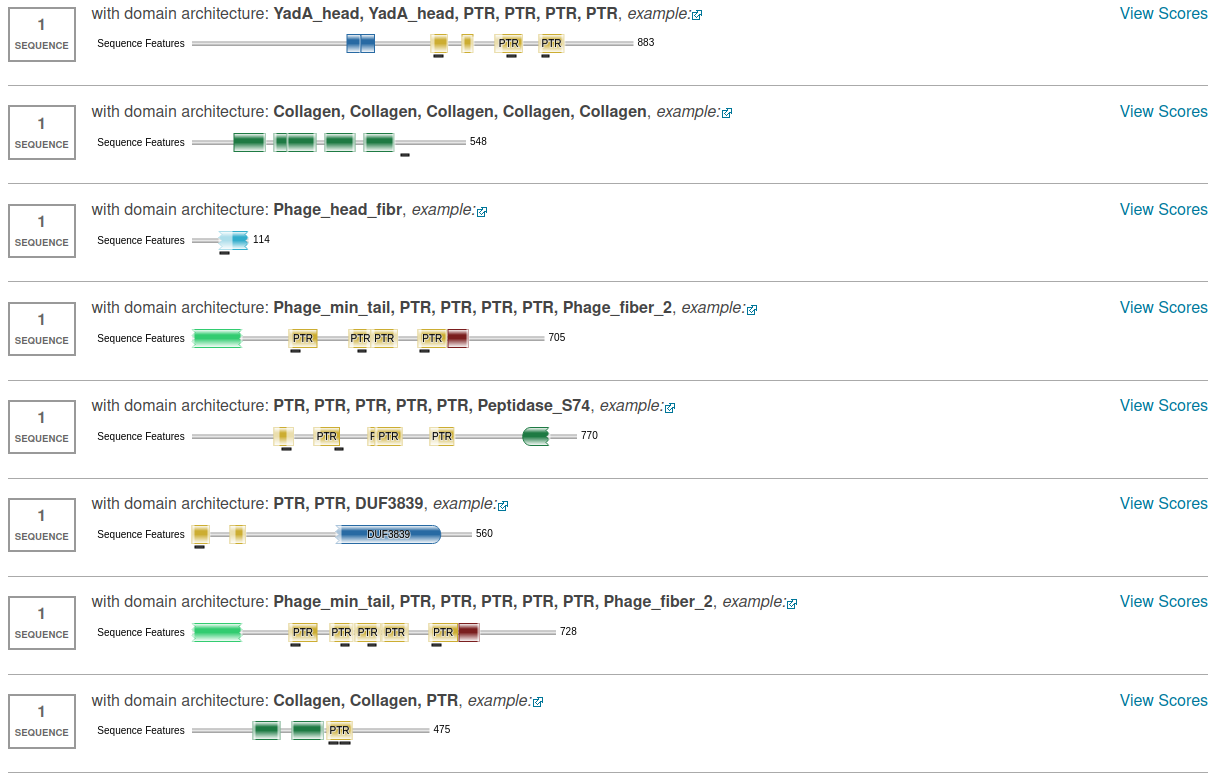 1
SEQUENCE
with domain architecture: YadA_head, YadA_head, PTR, PTR, PTR, PTR, example:
View Scores
Sequence Features PTR PTR 883
1
SEQUENCE
with domain architecture: Collagen, Collagen, Collagen, Collagen, Collagen, example:
View Scores
Sequence Features 548
1
SEQUENCE
with domain architecture: Phage_head_fibr, example:
View Scores
Sequence Features 114
1
SEQUENCE
with domain architecture: Phage_min_tail, PTR, PTR, PTR, PTR, Phage_fiber_2, example:
View Scores
Sequence Features PTR PTR PTR PTR 705
1
SEQUENCE
with domain architecture: PTR, PTR, PTR, PTR, PTR, Peptidase_S74, example:
View Scores
Sequence Features PTR PTR PTR 770
1
SEQUENCE
with domain architecture: PTR, PTR, DUF3839, example:
View Scores
Sequence Features DUF3839 560
1
SEQUENCE
with domain architecture: Phage_min_tail, PTR, PTR, PTR, PTR, PTR, Phage_fiber_2, example:
View Scores
Sequence Features PTR PTR PTR PTR PTR 728
1
SEQUENCE
with domain architecture: Collagen, Collagen, PTR, example:
View Scores
Sequence Features PTR 475